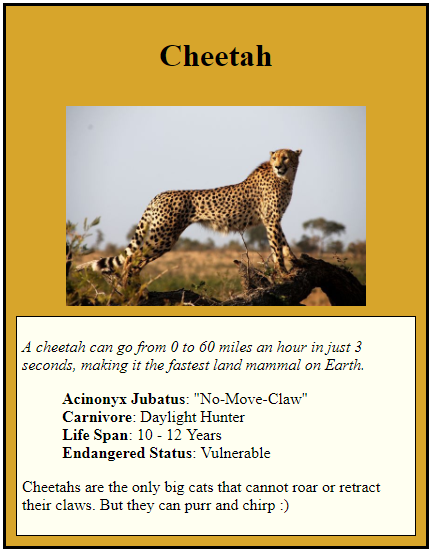 Cheetah
A cheetah can go from 0 to 60 miles an hour in just 3
seconds, making it the fastest land mammal on Earth.
Acinonyx Jubatus: "No-Move-Claw"
Carnivore: Daylight Hunter
Life Span: 10 - 12 Years
Endangered Status: Vulnerable
Cheetahs are the only big cats that cannot roar or retract
their claws. But they can purr and chirp :)